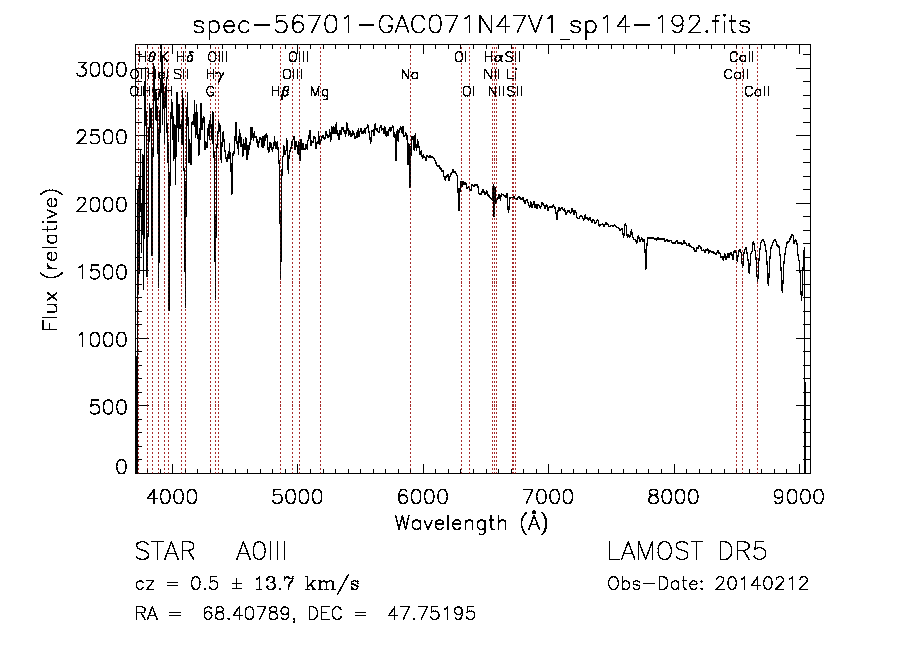 spec-56701-GAC071N47V1_sp14-192.fits
Hθ K Hδ OIII OIII OI Hα SII CaII
SII Hγ OIII Na NII Li CaII
G Hβ Mg OI NII SII CaII
3000
2500
2000
1500
1000
500
0
Flux (relative)
4000 5000 6000 7000 8000 9000
Wavelength (Å)
STAR A0III LAMOST DR5
cz = 0.5 ± 13.7 km/s Obs-Date: 20140212
RA = 68.40789, DEC = 47.75195